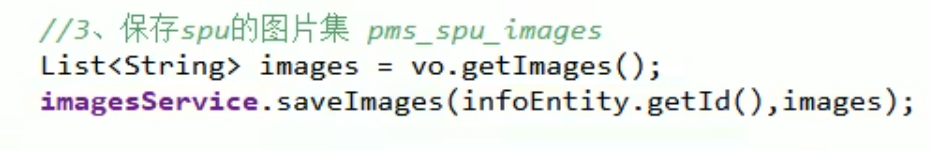 //3、保存spu的图片集 pms_spu_images
List<String> images = vo.getImages();
imagesService.saveImages(infoEntity.getId(),images);